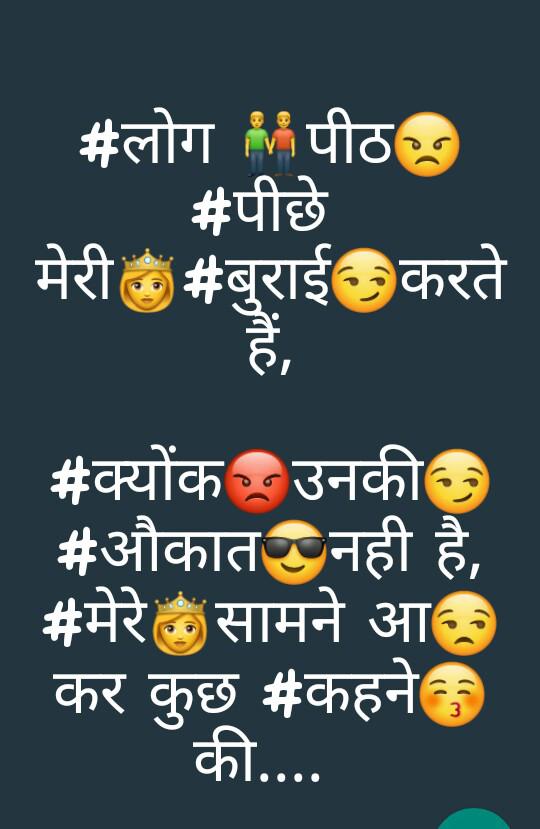 #लोग 👬पीठ😠
#पीछे
मेरी👸#बुराई😏करते
हैं,
#क्योंक😡उनकी😏
#औकात😎नही है,
#मेरे👸सामने आ😒
कर कुछ #कहने😚
की....